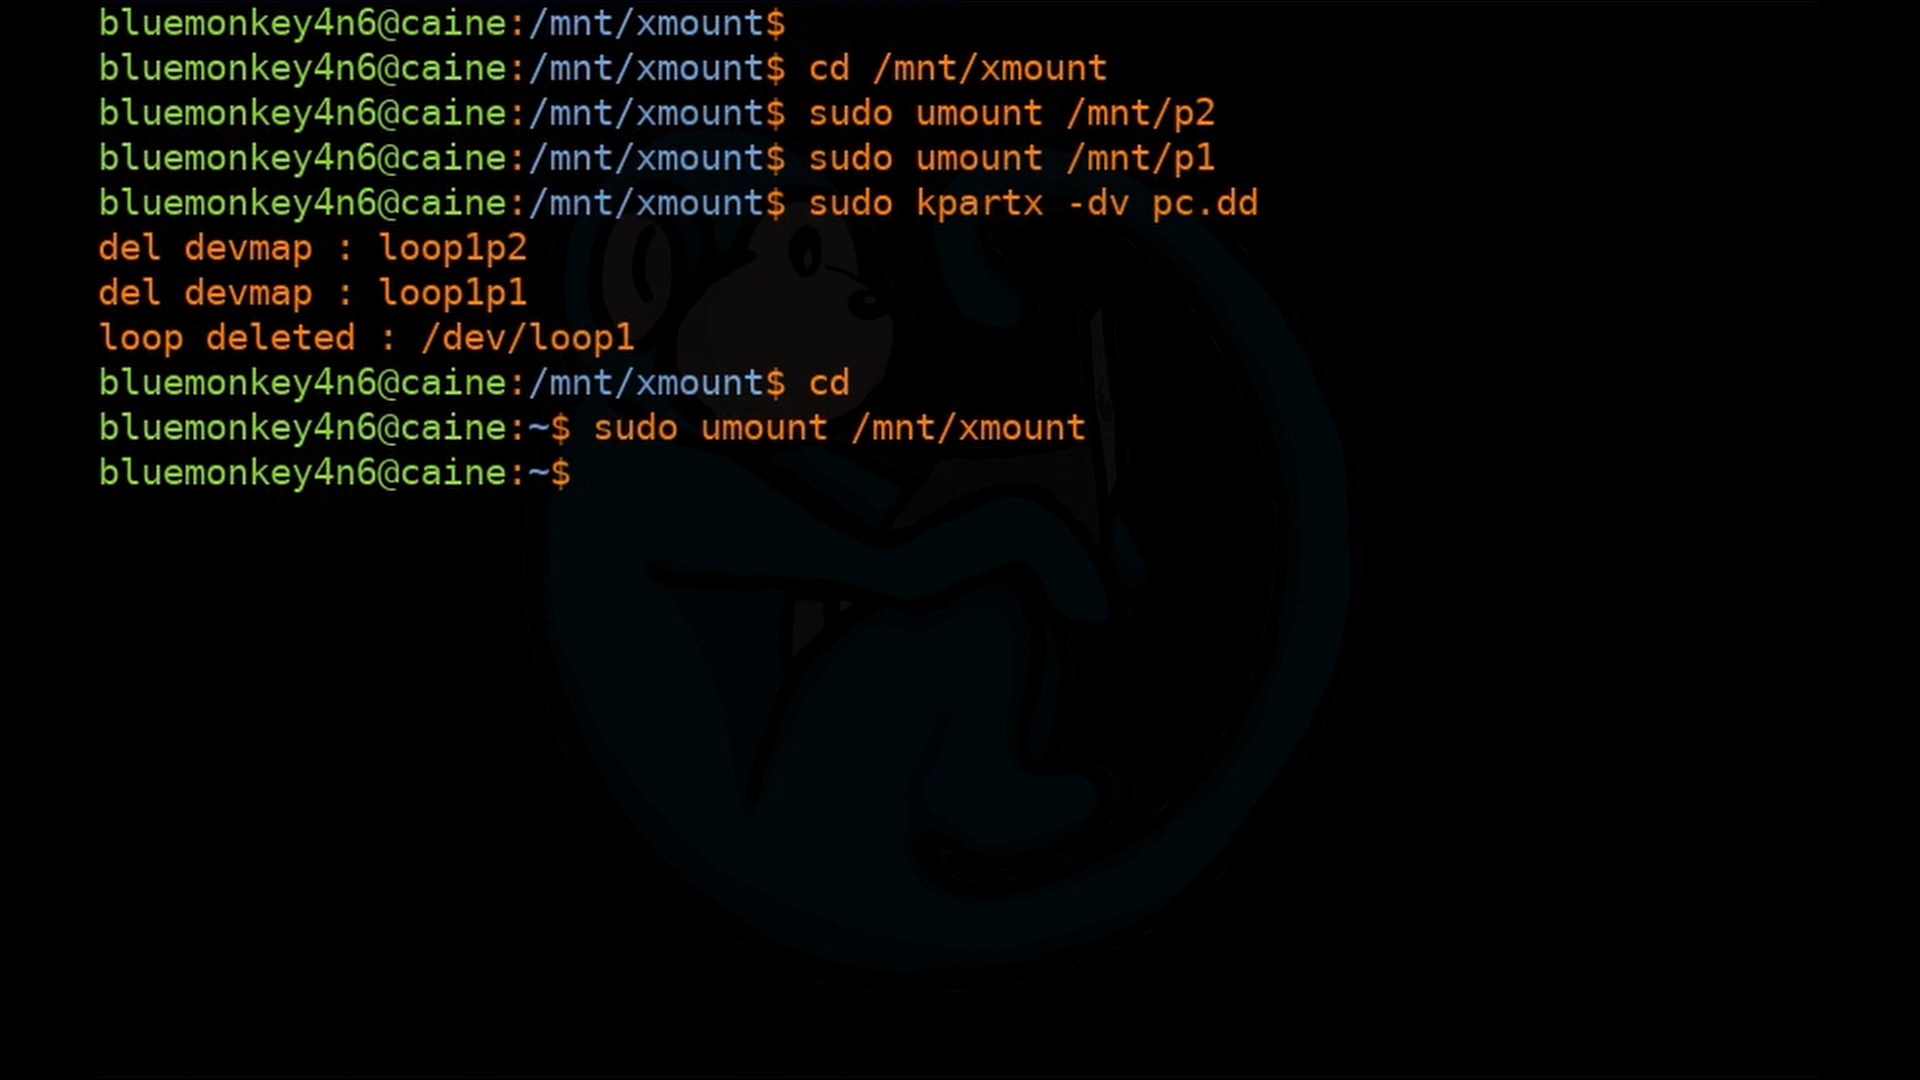 bluemonkey4n6@caine:/mnt/xmount$
bluemonkey4n6@caine:/mnt/xmount$ cd /mnt/xmount
bluemonkey4n6@caine:/mnt/xmount$ sudo umount /mnt/p2
bluemonkey4n6@caine:/mnt/xmount$ sudo umount /mnt/p1
bluemonkey4n6@caine:/mnt/xmount$ sudo kpartx -dv pc.dd
del devmap : loop1p2
del devmap : loop1p1
loop deleted : /dev/loop1
bluemonkey4n6@caine:/mnt/xmount$ cd
bluemonkey4n6@caine:~$ sudo umount /mnt/xmount
bluemonkey4n6@caine:~$